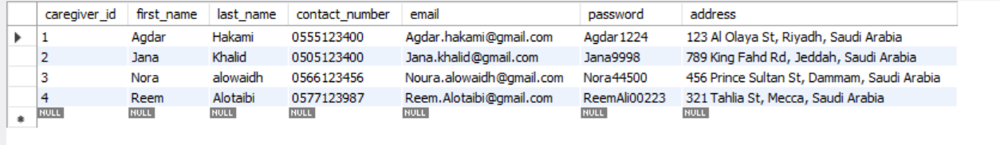 caregiver_id first_name last_name contact_number email password address
1 Agdar Hakami 0555123400 Agdar.hakami@gmail.com Agdar1224 123 Al Olaya St, Riyadh, Saudi Arabia
2 Jana Khalid 0505123400 Jana.khalid@gmail.com Jana9998 789 King Fahd Rd, Jeddah, Saudi Arabia
3 Nora alowaidh 0566123456 Noura.alowaidh@gmail.com Nora44500 456 Prince Sultan St, Dammam, Saudi Arabia
4 Reem Alotaibi 0577123987 Reem.Alotaibi@gmail.com ReemAli00223 321 Tahlia St, Mecca, Saudi Arabia
NULL NULL NULL NULL NULL NULL NULL